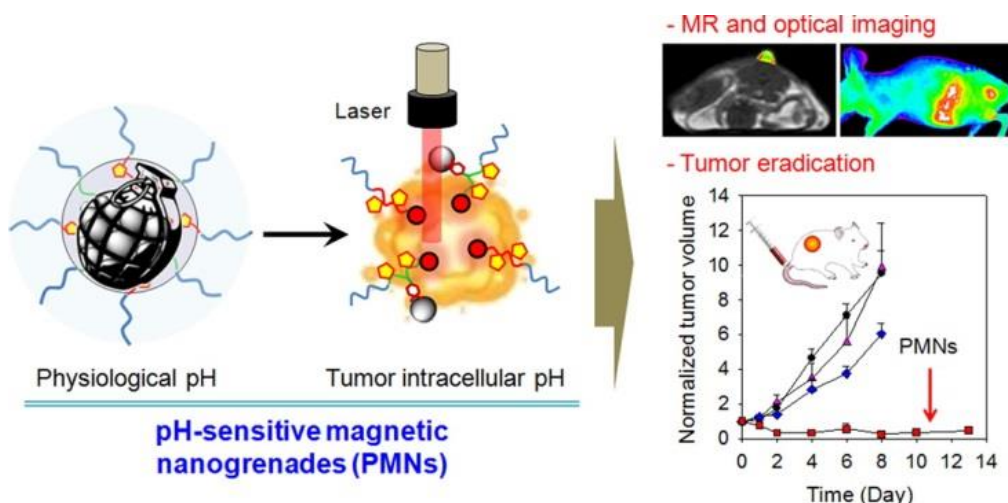 Laser
Physiological pH
Tumor intracellular pH
pH-sensitive magnetic
nanogrenades (PMNs)
- MR and optical imaging
- Tumor eradication
Normalized tumor volume
14
12
10
8
6
4
2
0
PMNs
0 2 4 6 8 10 12 14
Time (Day)